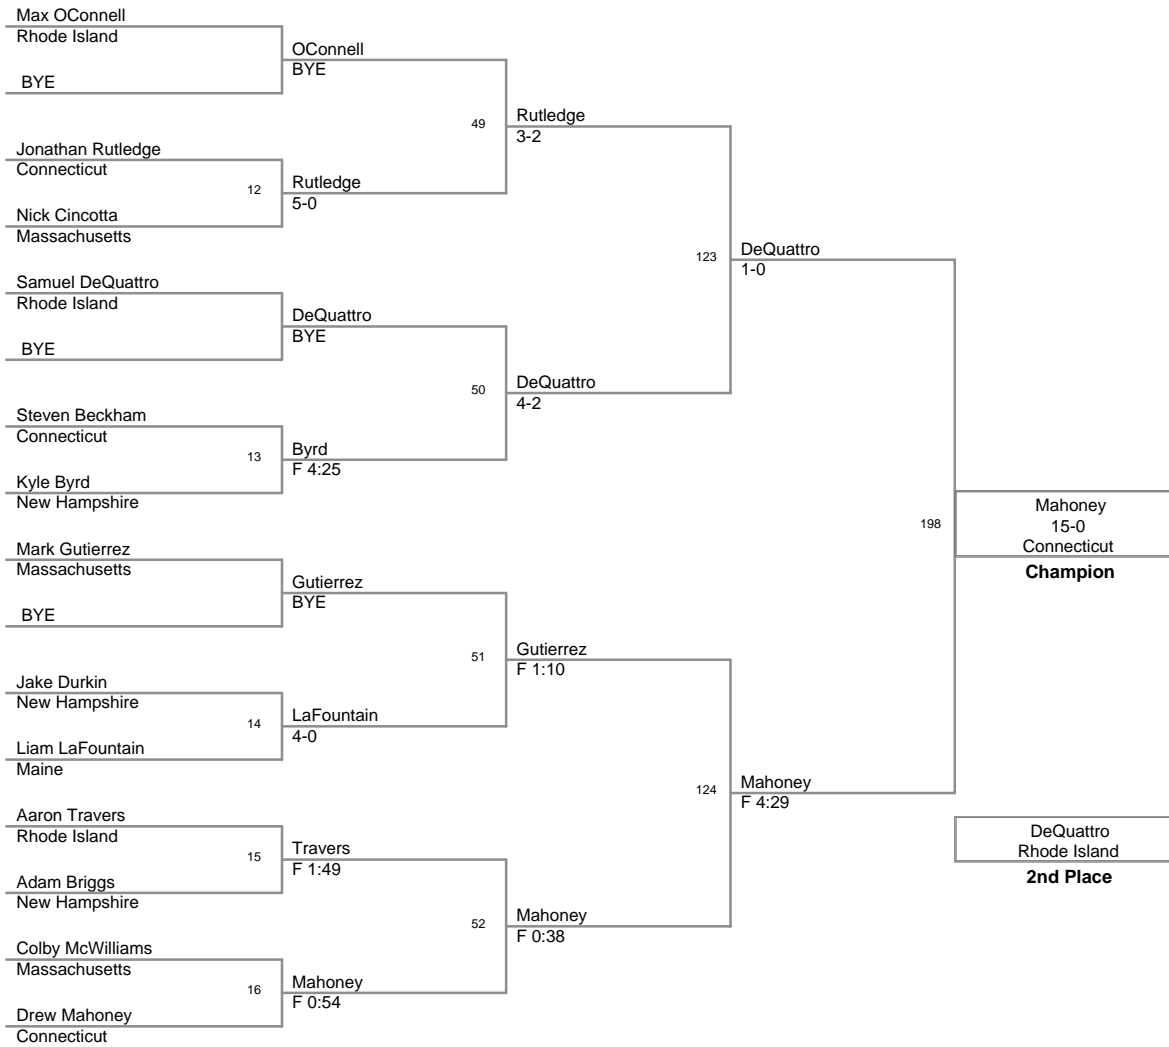 Max OConnell
Rhode Island
BYE
Jonathan Rutledge
Connecticut
12
Nick Cincotta
Massachusetts
Samuel DeQuattro
Rhode Island
BYE
Steven Beckham
Connecticut
13
Kyle Byrd
New Hampshire
Mark Gutierrez
Massachusetts
BYE
Jake Durkin
New Hampshire
14
Liam LaFountain
Maine
Aaron Travers
Rhode Island
15
Adam Briggs
New Hampshire
Colby McWilliams
Massachusetts
16
Drew Mahoney
Connecticut
OConnell
BYE
49
Rutledge
5-0
DeQuattro
BYE
50
Byrd
F 4:25
Gutierrez
BYE
51
LaFountain
4-0
Travers
F 1:49
52
Mahoney
F 0:54
Rutledge
3-2
123
DeQuattro
4-2
Gutierrez
F 1:10
124
Mahoney
F 0:38
DeQuattro
1-0
198
Mahoney
F 4:29
Mahoney
15-0
Connecticut
Champion
DeQuattro
Rhode Island
2nd Place